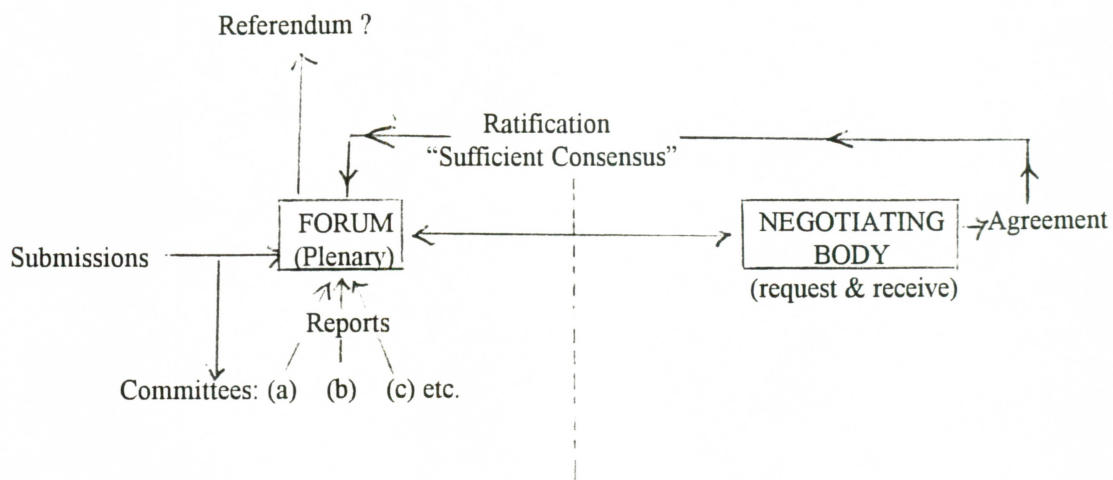 Referendum ?
Ratification
“Sufficient Consensus”
FORUM
(Plenary)
NEGOTIATING
BODY
(request & receive)
Agreement
Submissions
Reports
Committees: (a) (b) (c) etc.